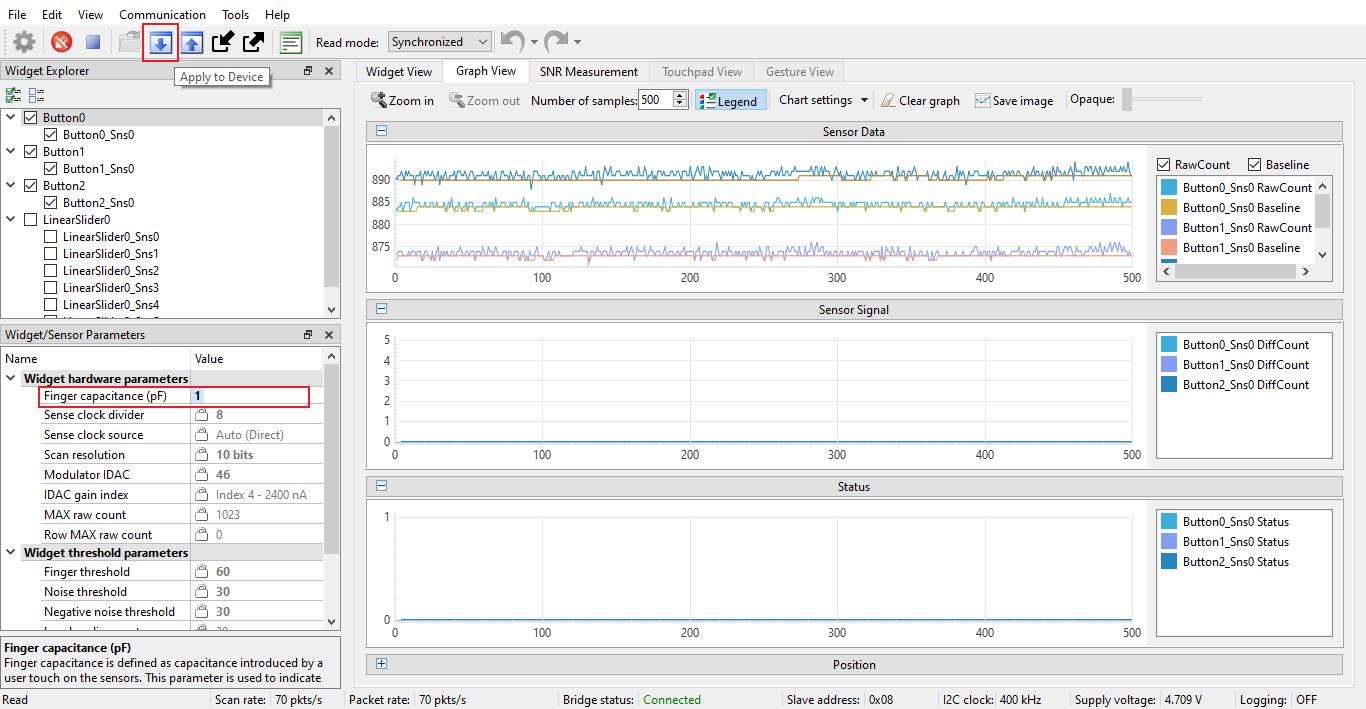 File Edit View Communication Tools Help
Read mode: Synchronized
Apply to Device
Widget Explorer
Button0
Button0_Sns0
Button1
Button1_Sns0
Button2
Button2_Sns0
LinearSlider0
LinearSlider0_Sns0
LinearSlider0_Sns1
LinearSlider0_Sns2
LinearSlider0_Sns3
LinearSlider0_Sns4
Widget/Sensor Parameters
Name Value
Widget hardware parameters
Finger capacitance (pF) 1
Sense clock divider 8
Sense clock source Auto (Direct)
Scan resolution 10 bits
Modulator IDAC 46
IDAC gain index Index 4 - 2400 nA
MAX raw count 1023
Row MAX raw count 0
Widget threshold parameters
Finger threshold 60
Noise threshold 30
Negative noise threshold 30
Finger capacitance (pF)
Finger capacitance is defined as capacitance introduced by a
user touch on the sensors. This parameter is used to indicate
Widget View Graph View SNR Measurement Touchpad View Gesture View
Zoom in Zoom out Number of samples: 500 Legend Chart settings Clear graph Save image Opaque:
Sensor Data
890
885
880
875
0 100 200 300 400 500
RawCount Baseline
Button0_Sns0 RawCount
Button0_Sns0 Baseline
Button1_Sns0 RawCount
Button1_Sns0 Baseline
Sensor Signal
5
4
3
2
1
0
0 100 200 300 400 500
Button0_Sns0 DiffCount
Button1_Sns0 DiffCount
Button2_Sns0 DiffCount
Status
1
0
0 100 200 300 400 500
Button0_Sns0 Status
Button1_Sns0 Status
Button2_Sns0 Status
Position
Read Scan rate: 70 pkts/s Packet rate: 70 pkts/s Bridge status: Connected Slave address: 0x08 I2C clock: 400 kHz Supply voltage: 4.709 V Logging: OFF